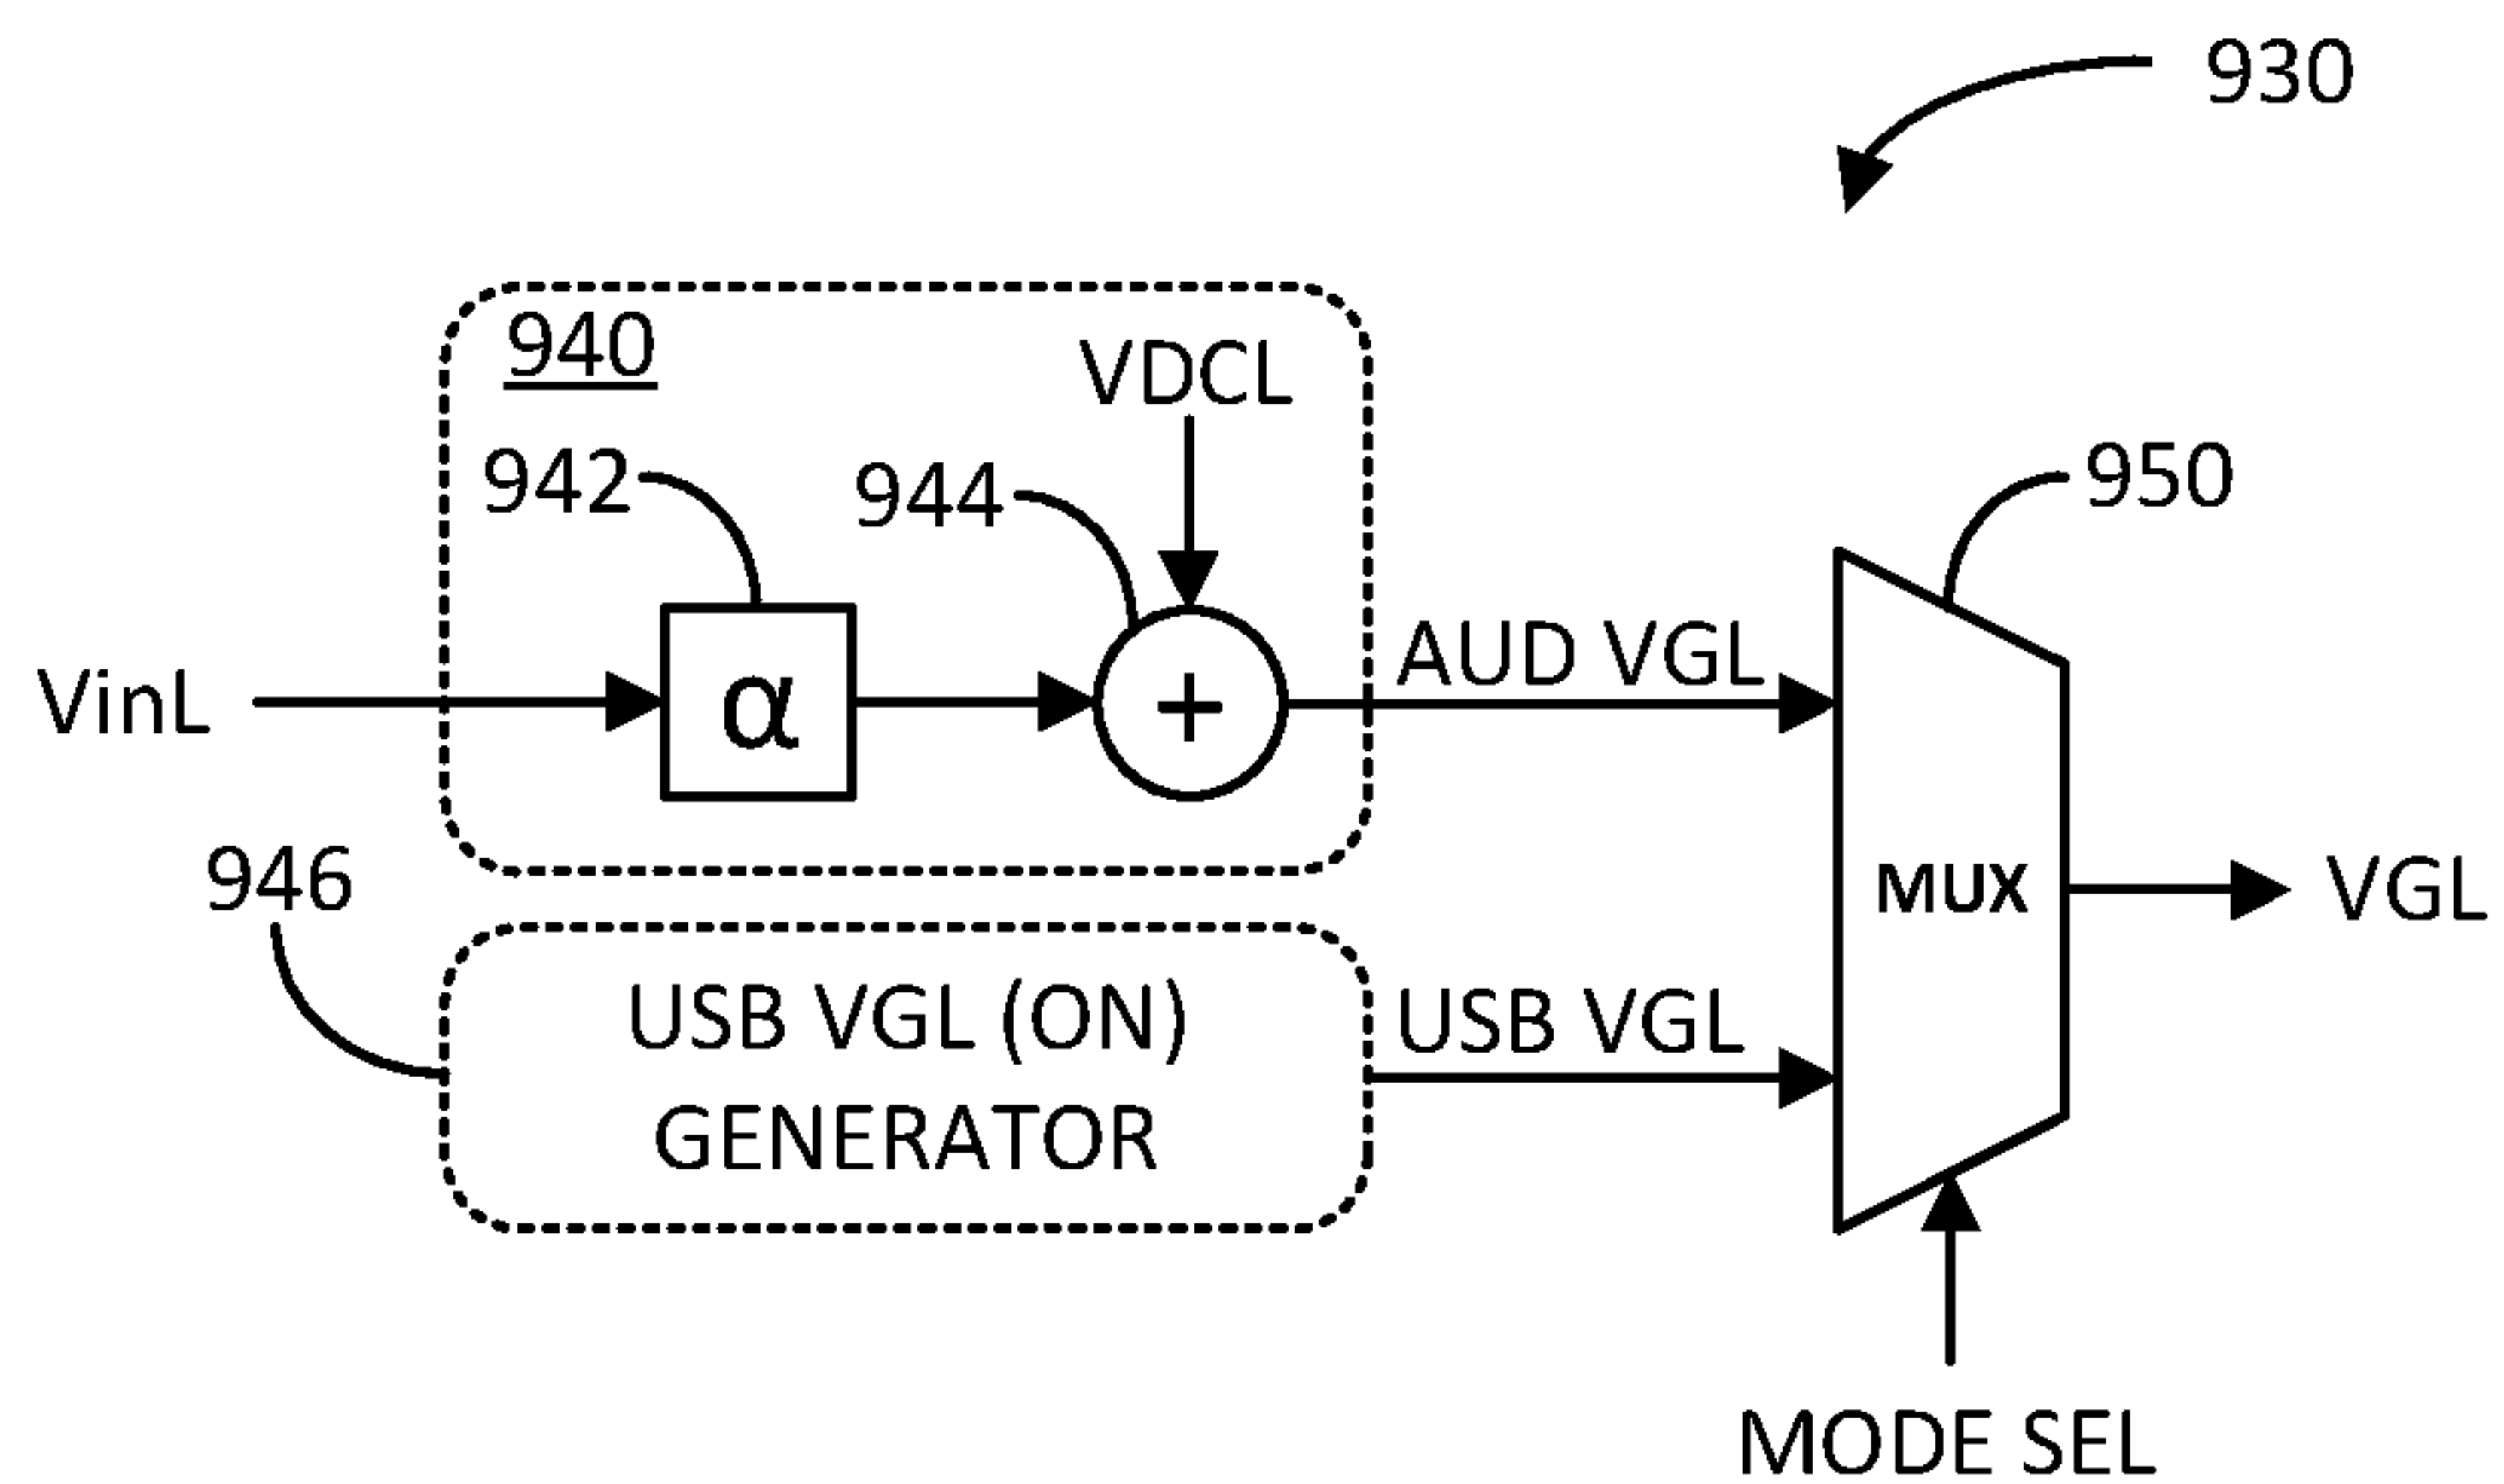 930
940
VDCL
942
944
950
AUD VGL
VinL
α
+
946
MUX
VGL
USB VGL (ON)
GENERATOR
USB VGL
MODE SEL